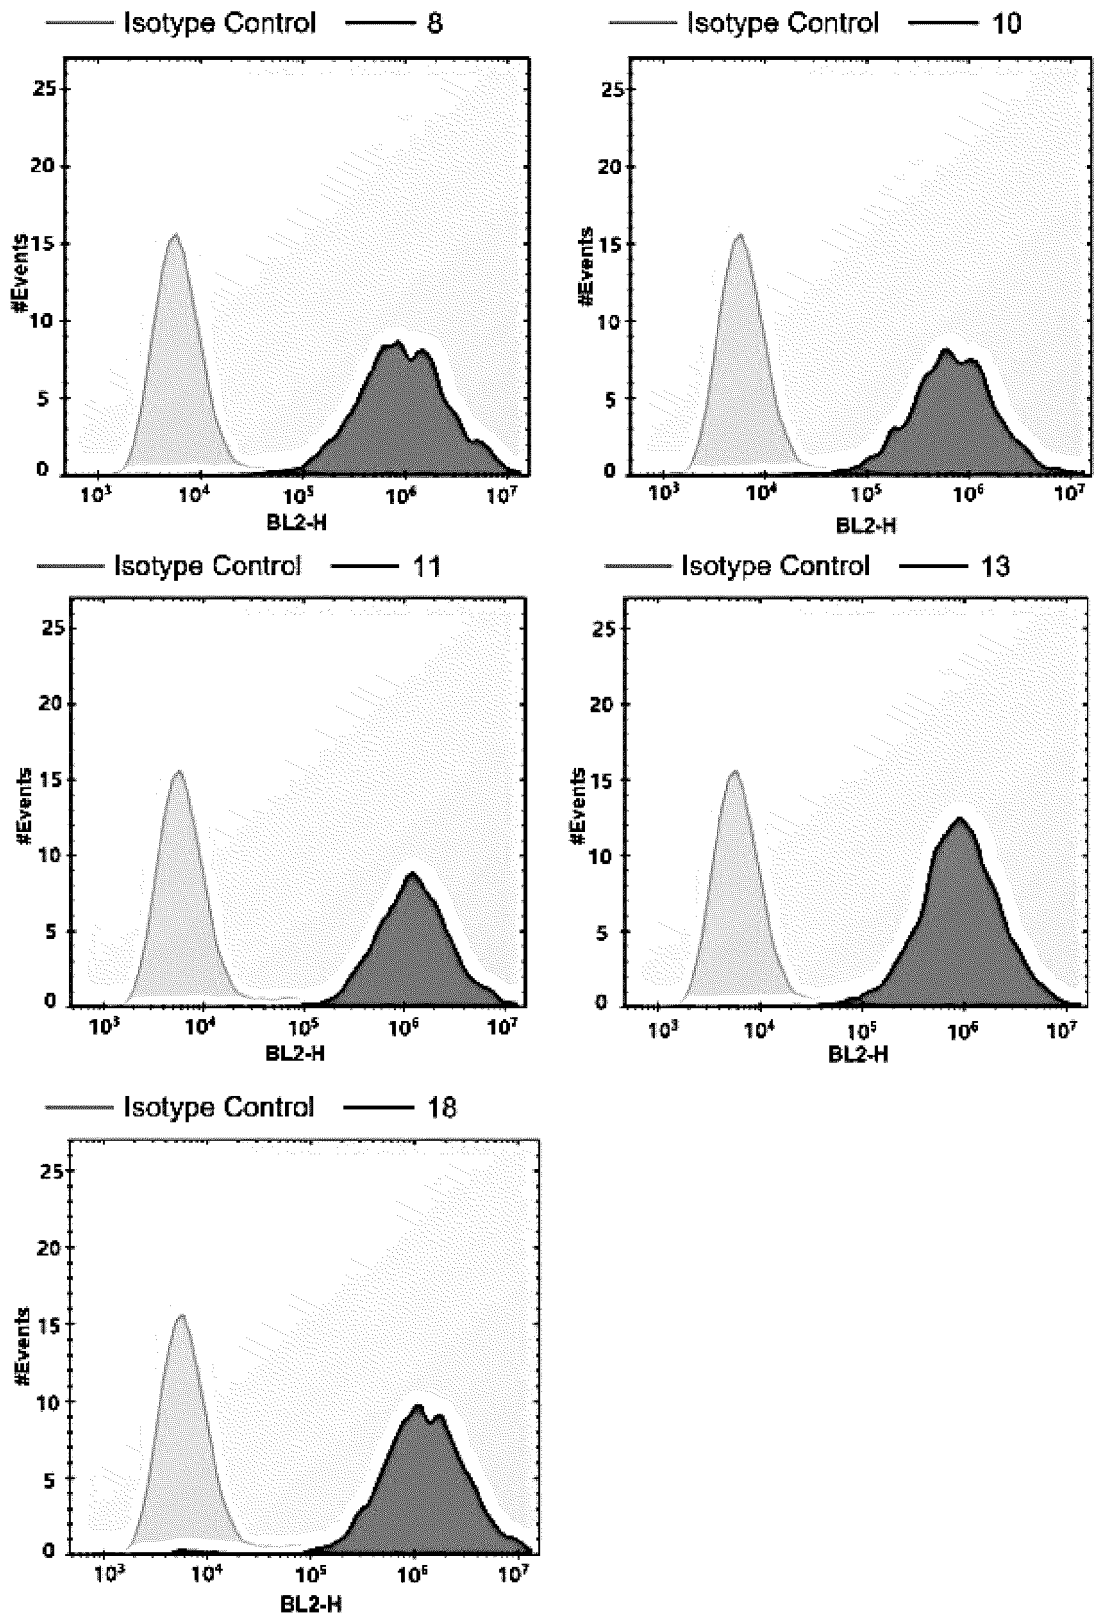 Isotype Control 8
Isotype Control 10
25
20
15
10
5
0
#Events
10³ 10⁴ 10⁵ 10⁶ 10⁷
BL2-H
25
20
15
10
5
0
#Events
10³ 10⁴ 10⁵ 10⁶ 10⁷
BL2-H
Isotype Control 11
Isotype Control 13
25
20
15
10
5
0
#Events
10³ 10⁴ 10⁵ 10⁶ 10⁷
BL2-H
25
20
15
10
5
0
#Events
10³ 10⁴ 10⁵ 10⁶ 10⁷
BL2-H
Isotype Control 18
25
20
15
10
5
0
#Events
10³ 10⁴ 10⁵ 10⁶ 10⁷
BL2-H